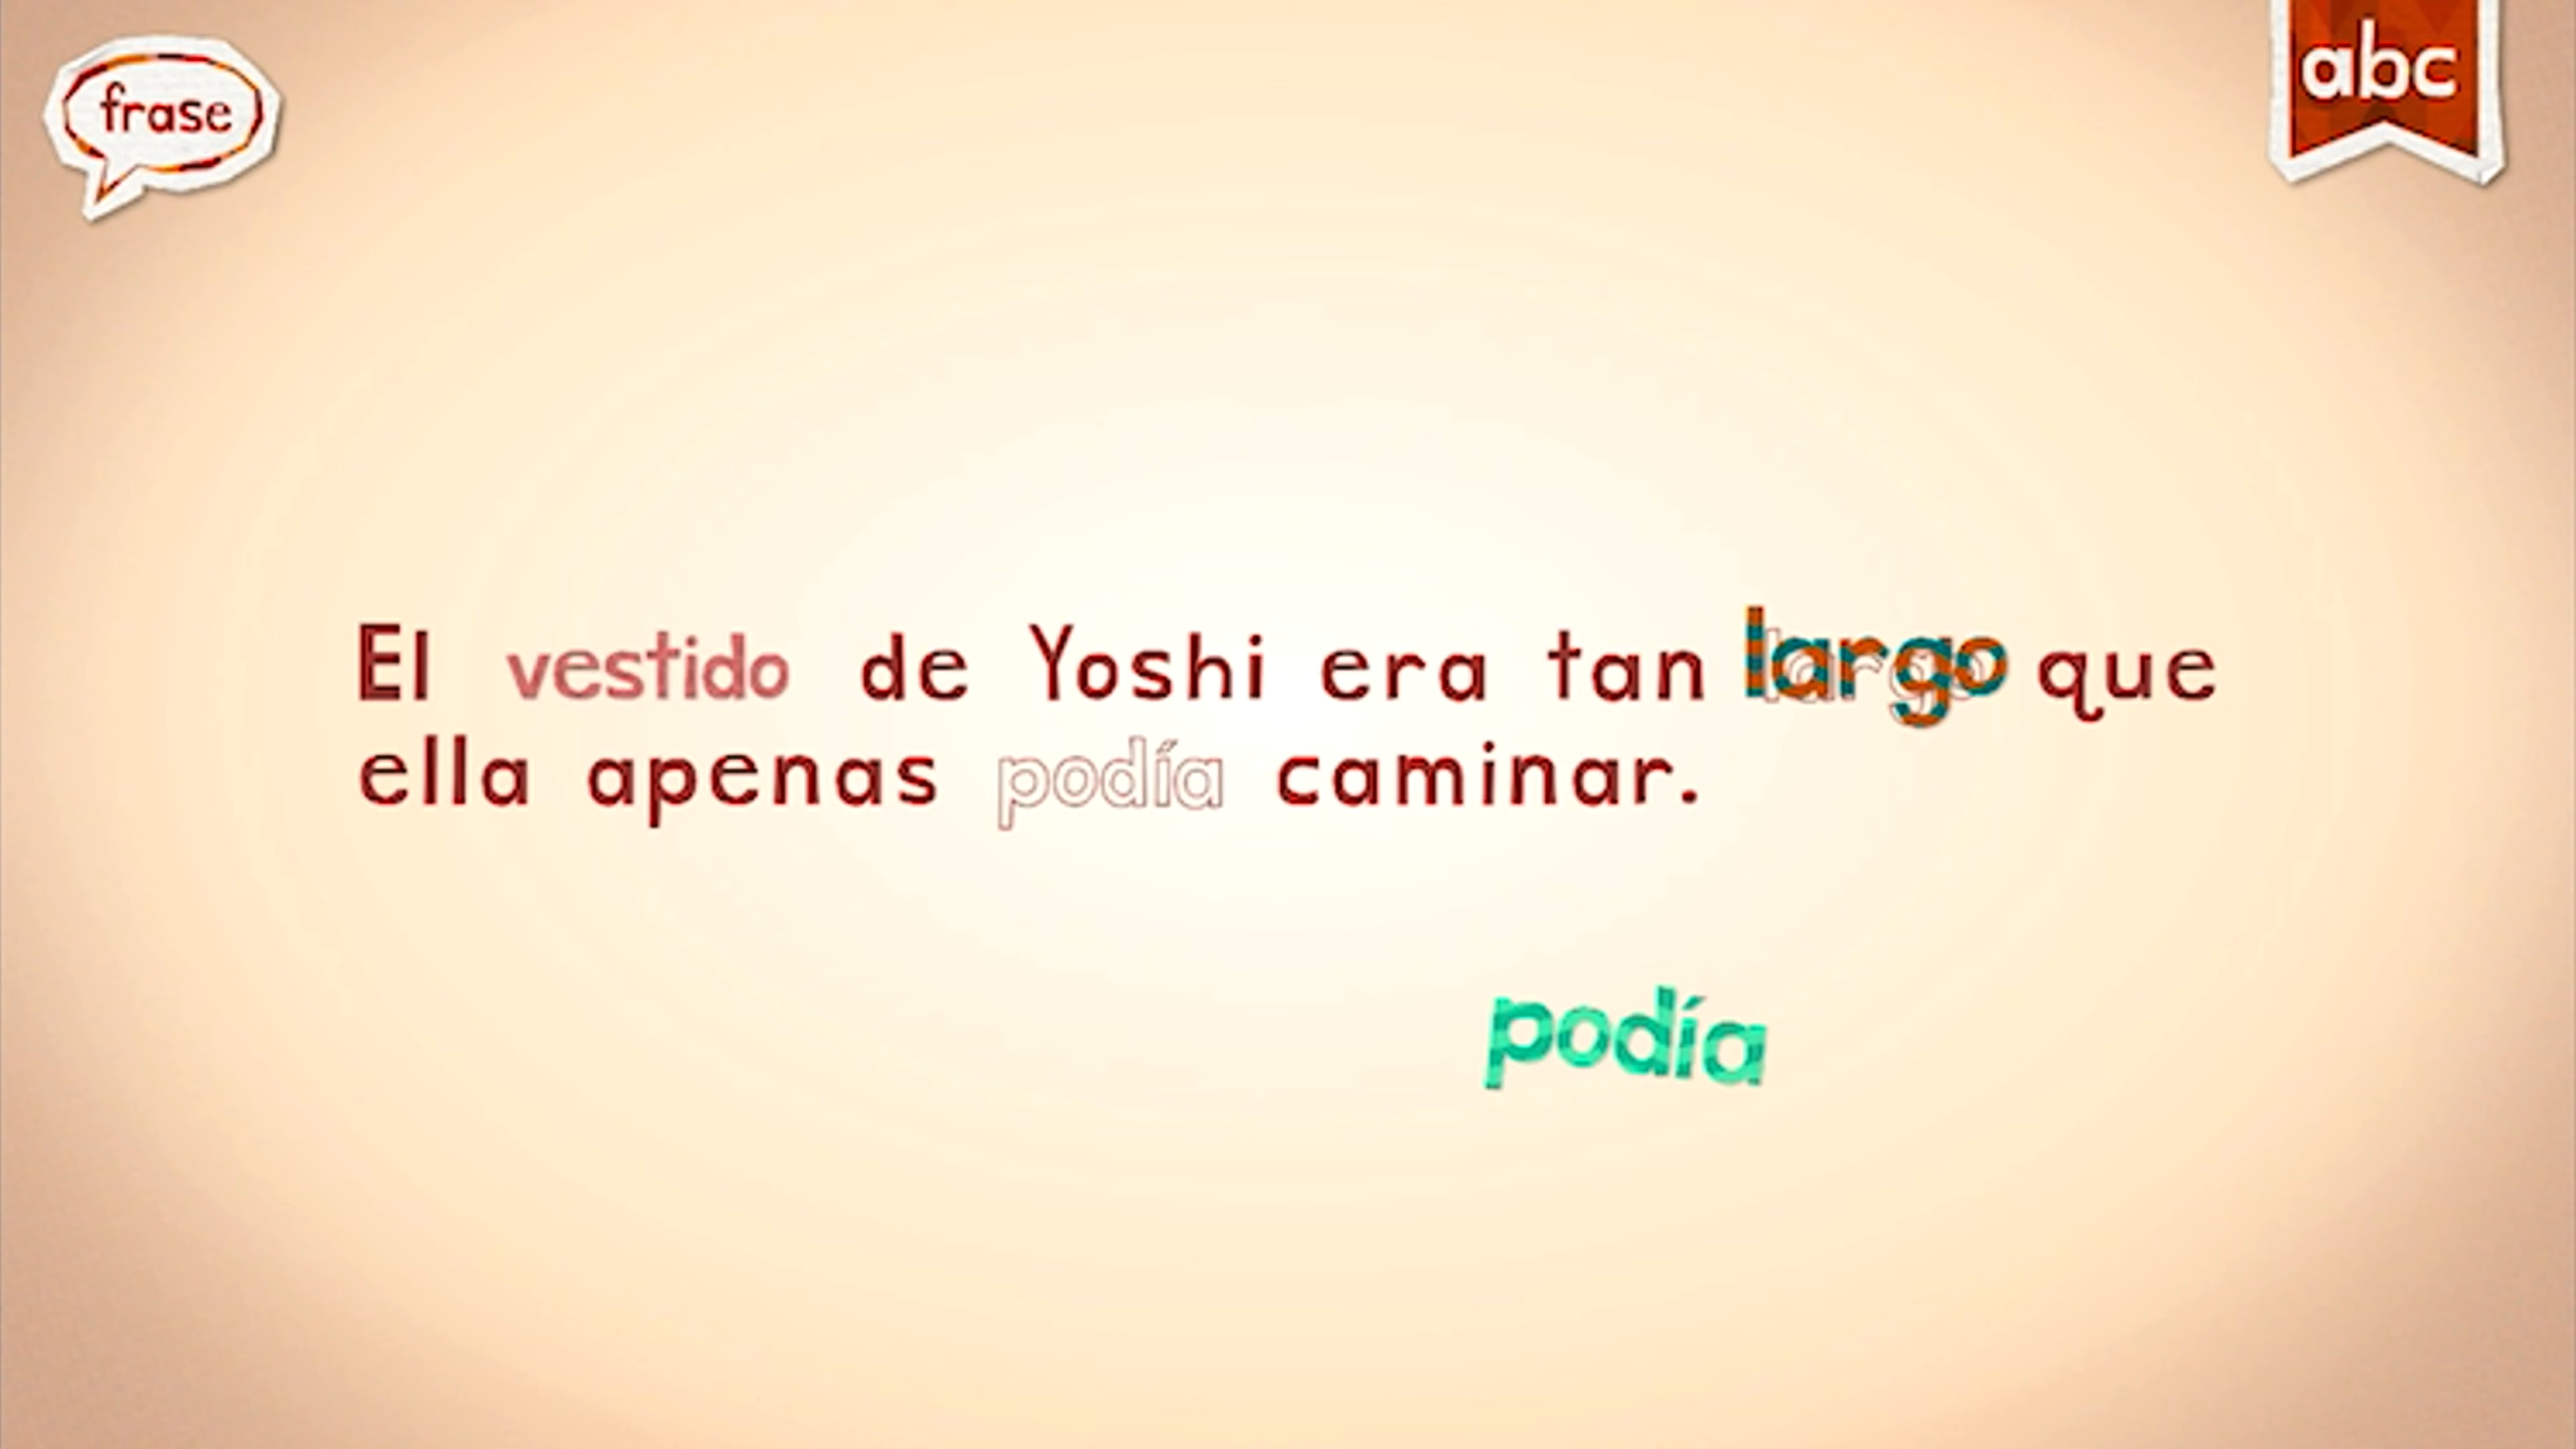 frase
abc
El vestido de Yoshi era tan largo que
ella apenas podía caminar.
podía